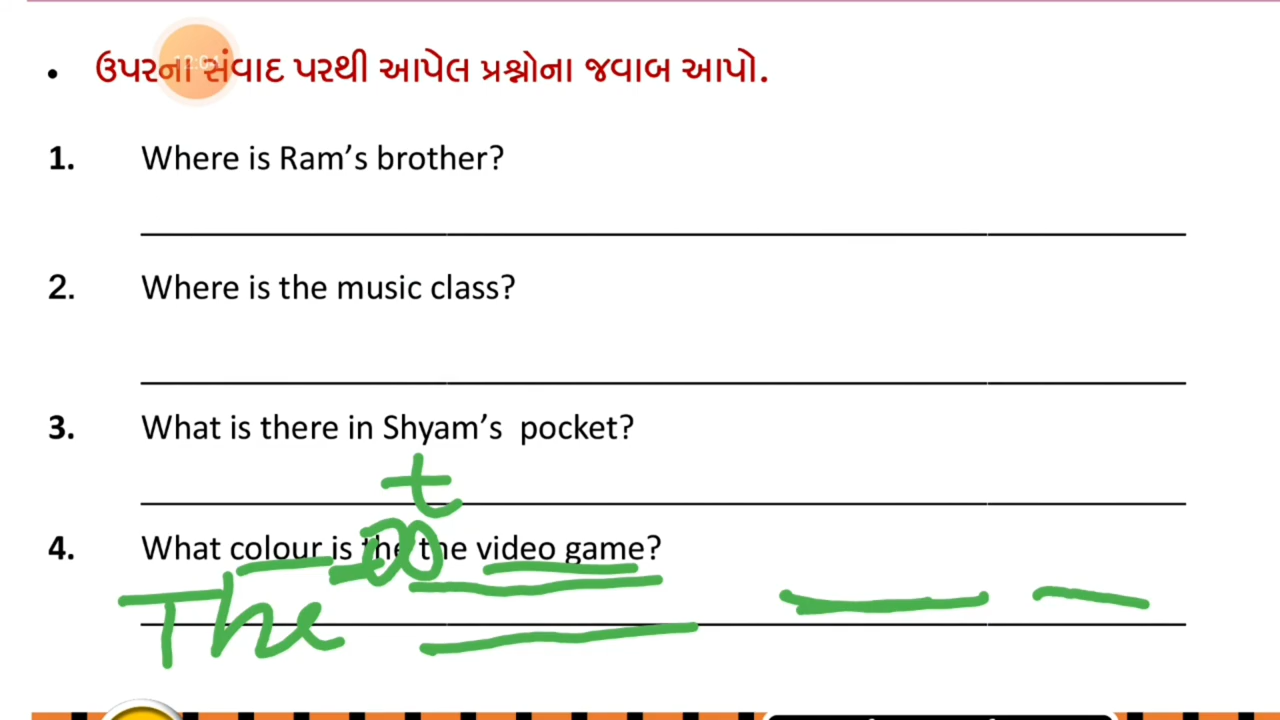 • ઉપરના સંવાદ પરથી આપેલ પ્રશ્નોના જવાબ આપો.
1. Where is Ram's brother?
2. Where is the music class?
3. What is there in Shyam's pocket?
t
4. What colour is the the video game?
The